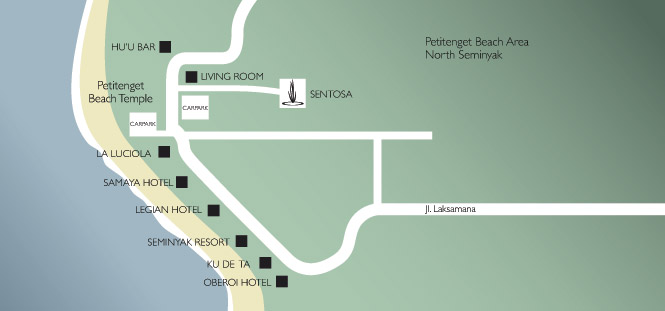 Petitenget Beach Area
North Seminyak
HU'U BAR
LIVING ROOM
Petitenget
Beach Temple
SENTOSA
CARPARK
CARPARK
LA LUCIOLA
SAMAYA HOTEL
LEGIAN HOTEL
Jl. Laksamana
SEMINYAK RESORT
KU DE TA
OBEROI HOTEL